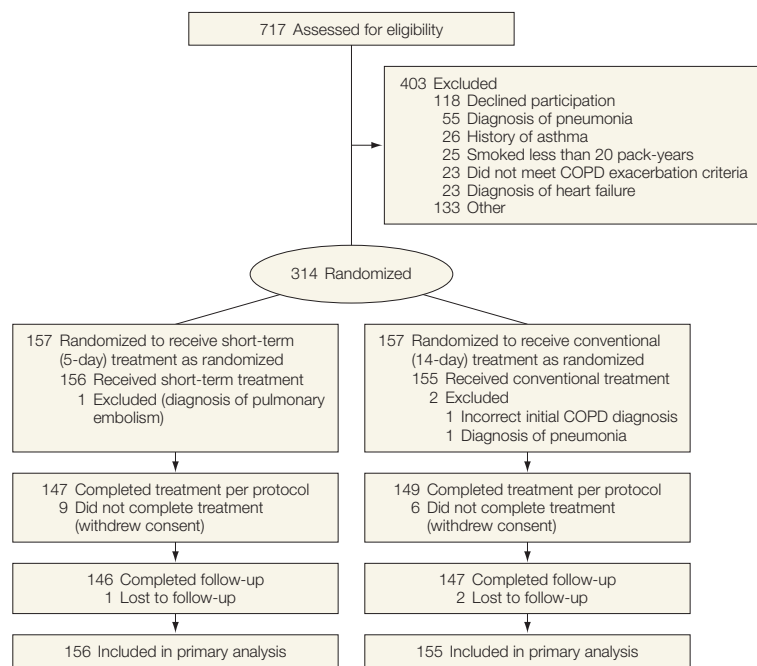 717 Assessed for eligibility
403 Excluded
118 Declined participation
55 Diagnosis of pneumonia
26 History of asthma
25 Smoked less than 20 pack-years
23 Did not meet COPD exacerbation criteria
23 Diagnosis of heart failure
133 Other
314 Randomized
157 Randomized to receive short-term
(5-day) treatment as randomized
156 Received short-term treatment
1 Excluded (diagnosis of pulmonary
embolism)
157 Randomized to receive conventional
(14-day) treatment as randomized
155 Received conventional treatment
2 Excluded
1 Incorrect initial COPD diagnosis
1 Diagnosis of pneumonia
147 Completed treatment per protocol
9 Did not complete treatment
(withdrew consent)
149 Completed treatment per protocol
6 Did not complete treatment
(withdrew consent)
146 Completed follow-up
1 Lost to follow-up
147 Completed follow-up
2 Lost to follow-up
156 Included in primary analysis
155 Included in primary analysis